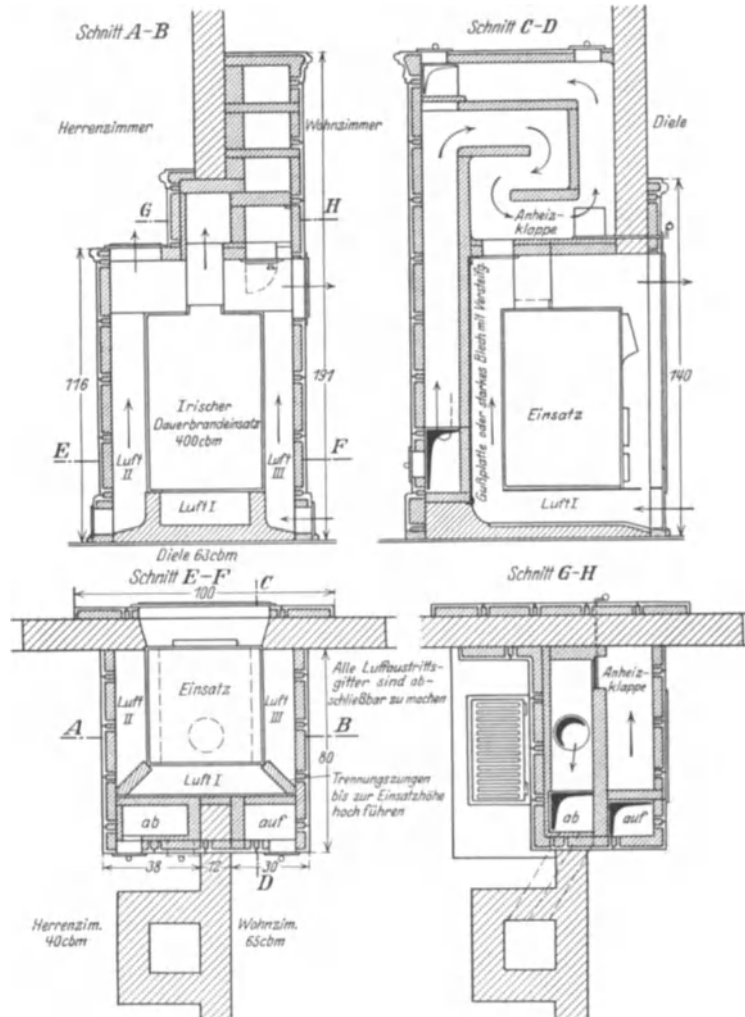 Schnitt A-B
Herrenzimmer
Wohnzimmer
G
H
116
191
Irischer
Dauerbrandeinsatz
400cbm
E
F
Luft
II
Luft
III
Luft I
Diele 63cbm
Schnitt C-D
Diele
Anheiz-
klappe
Gußplatte oder starkes Blech mit Versteifg.
Einsatz
140
Luft I
Schnitt E-F
100
C
Luft
II
Einsatz
Luft
III
A
B
Luft I
80
ab
auf
38
12
30
D
Alle Luftaustritts-
gitter sind ab-
schließbar zu machen
Trennungszungen
bis zur Einsatzhöhe
hoch führen
Herrenzim.
40cbm
Wohnzim.
65cbm
Schnitt G-H
Anheiz-
klappe
ab
auf